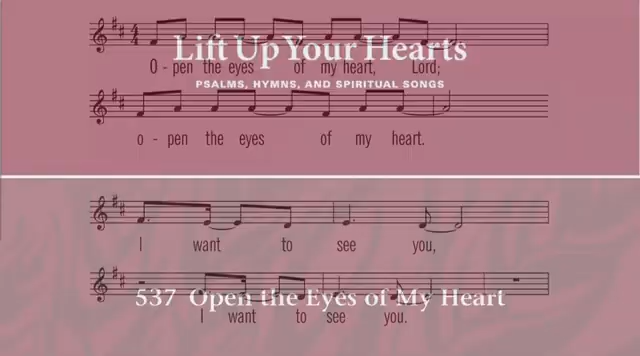 Lift Up Your Hearts
O - pen the eyes of my heart, Lord;
PSALMS, HYMNS, AND SPIRITUAL SONGS
o - pen the eyes of my heart.
I want to see you,
537 Open the Eyes of My Heart
I want to see you.